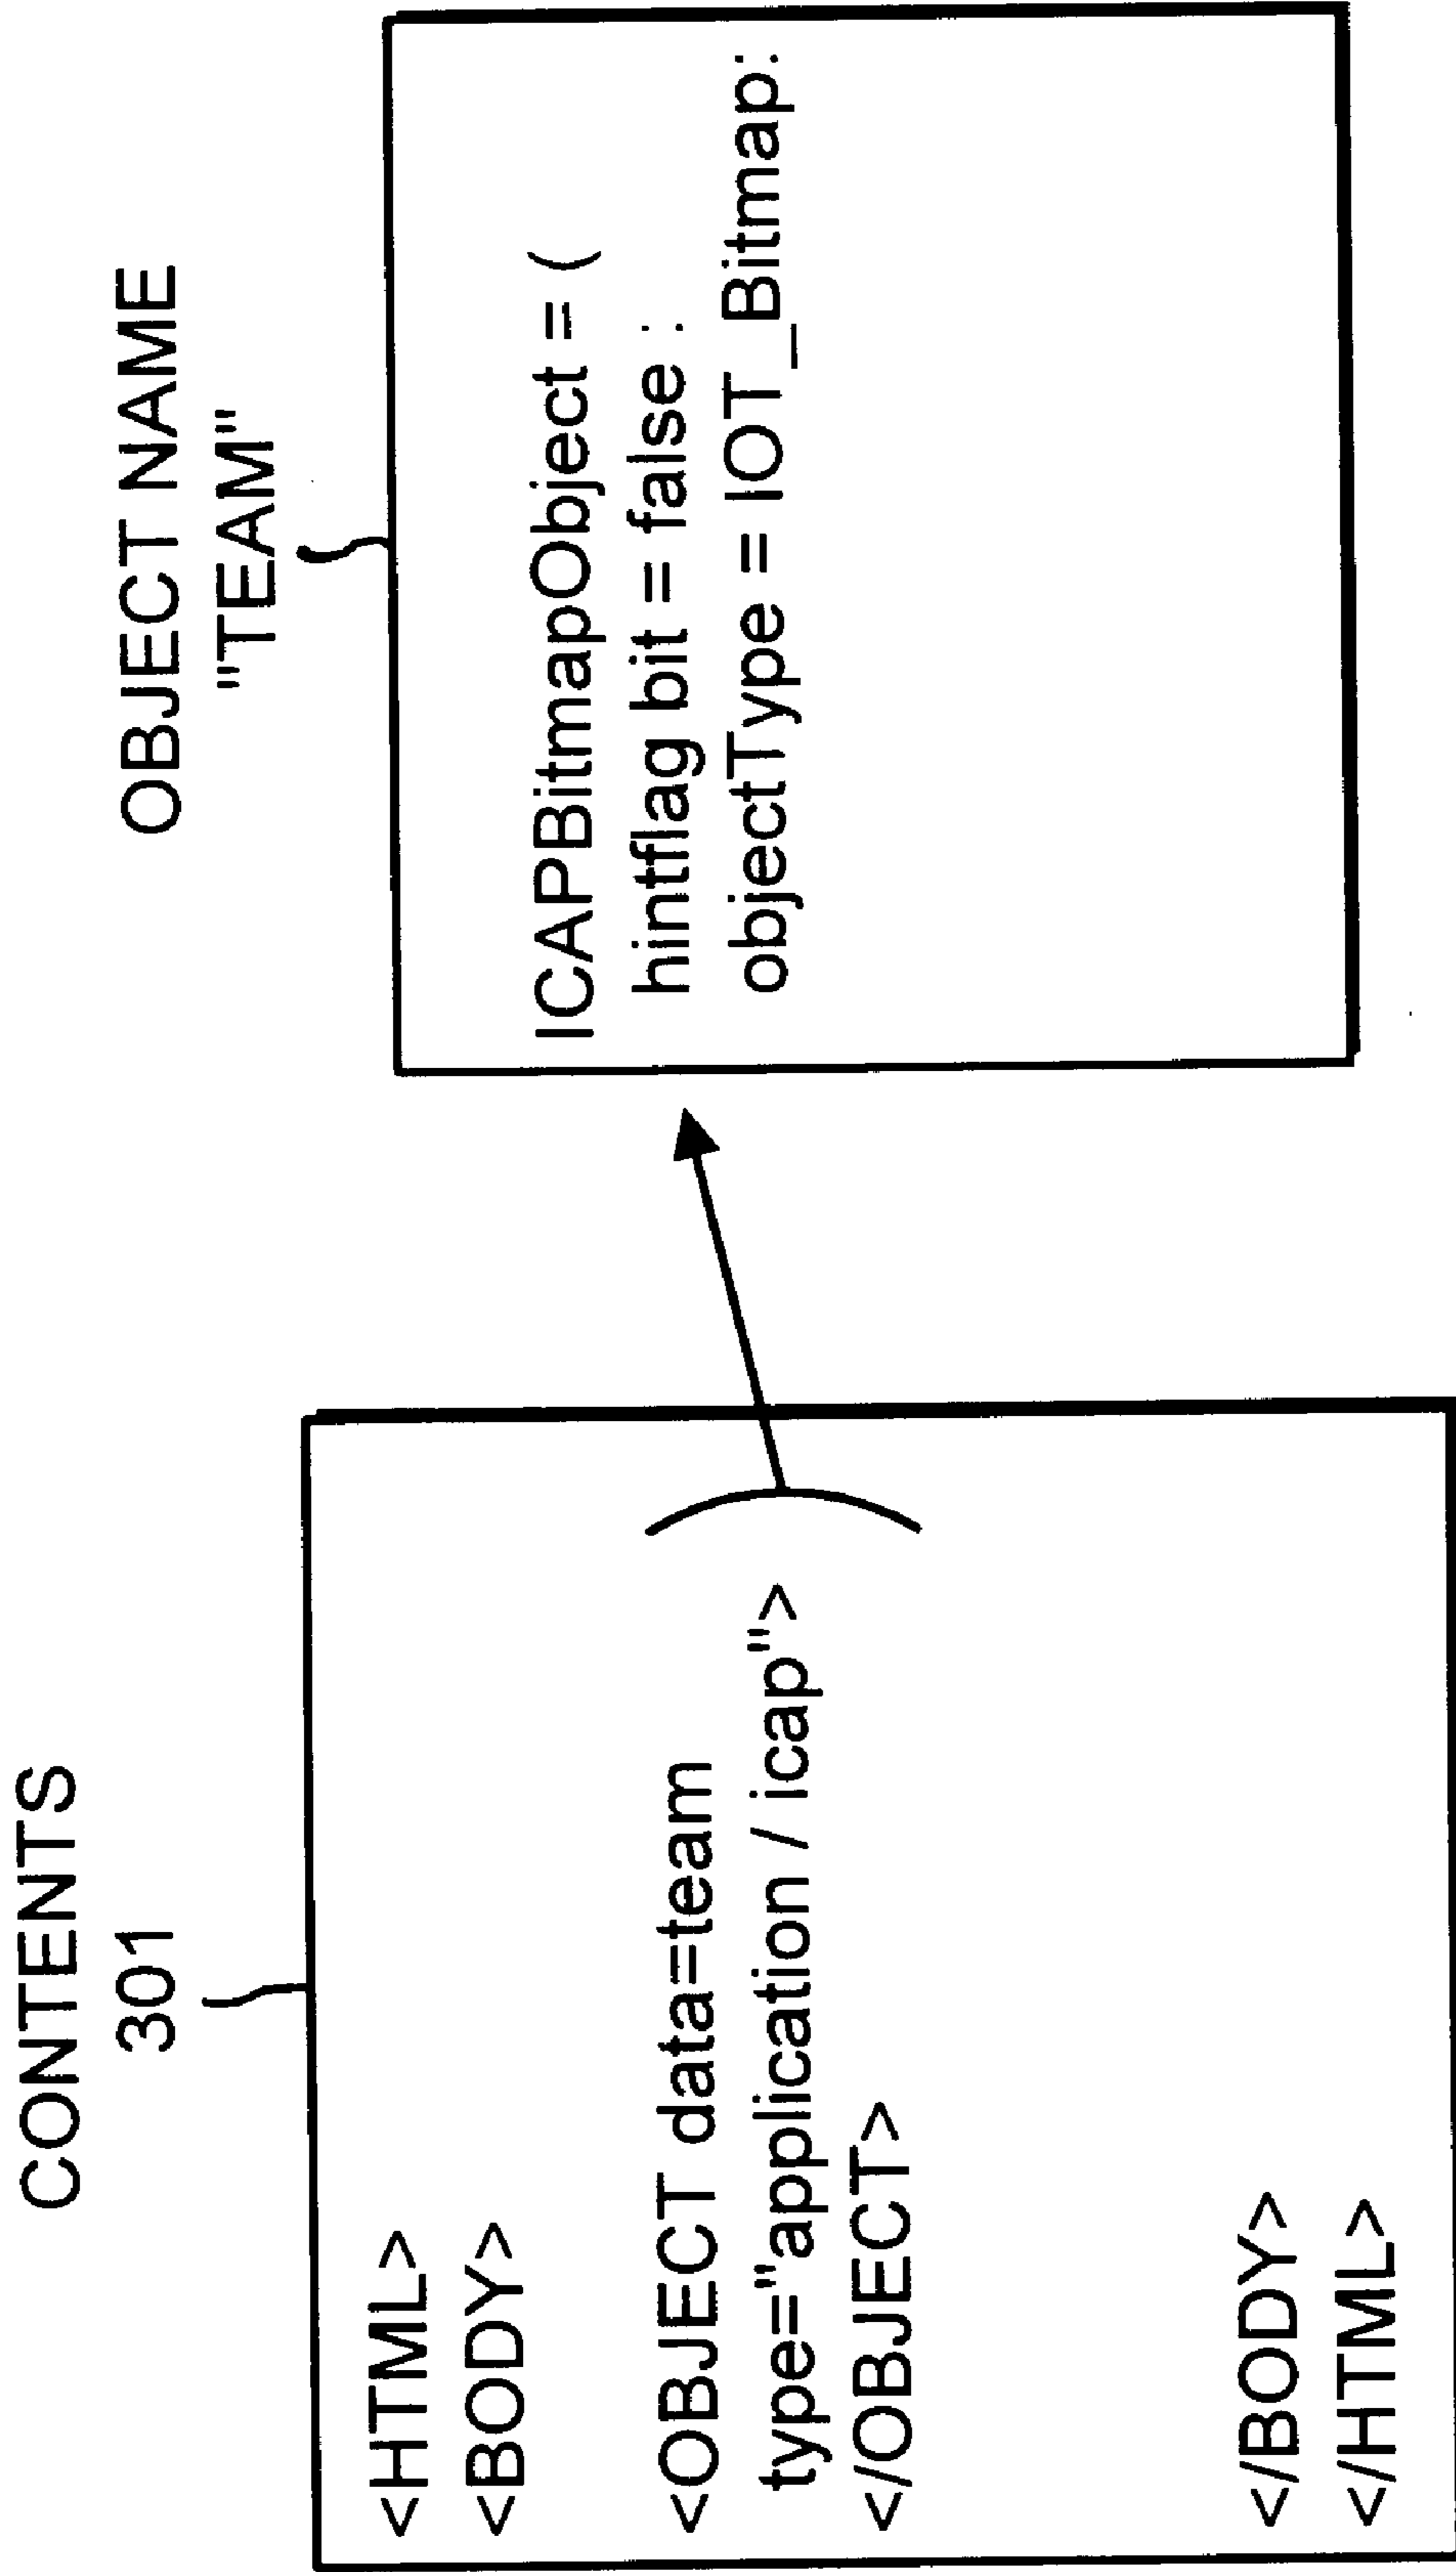 CONTENTS
301
<HTML>
<BODY>
<OBJECT data=team
type="application / icap">
</OBJECT>
</BODY>
</HTML>
OBJECT NAME
"TEAM"
ICAPBitmapObject = (
hintflag bit = false :
objectType = IOT_Bitmap: